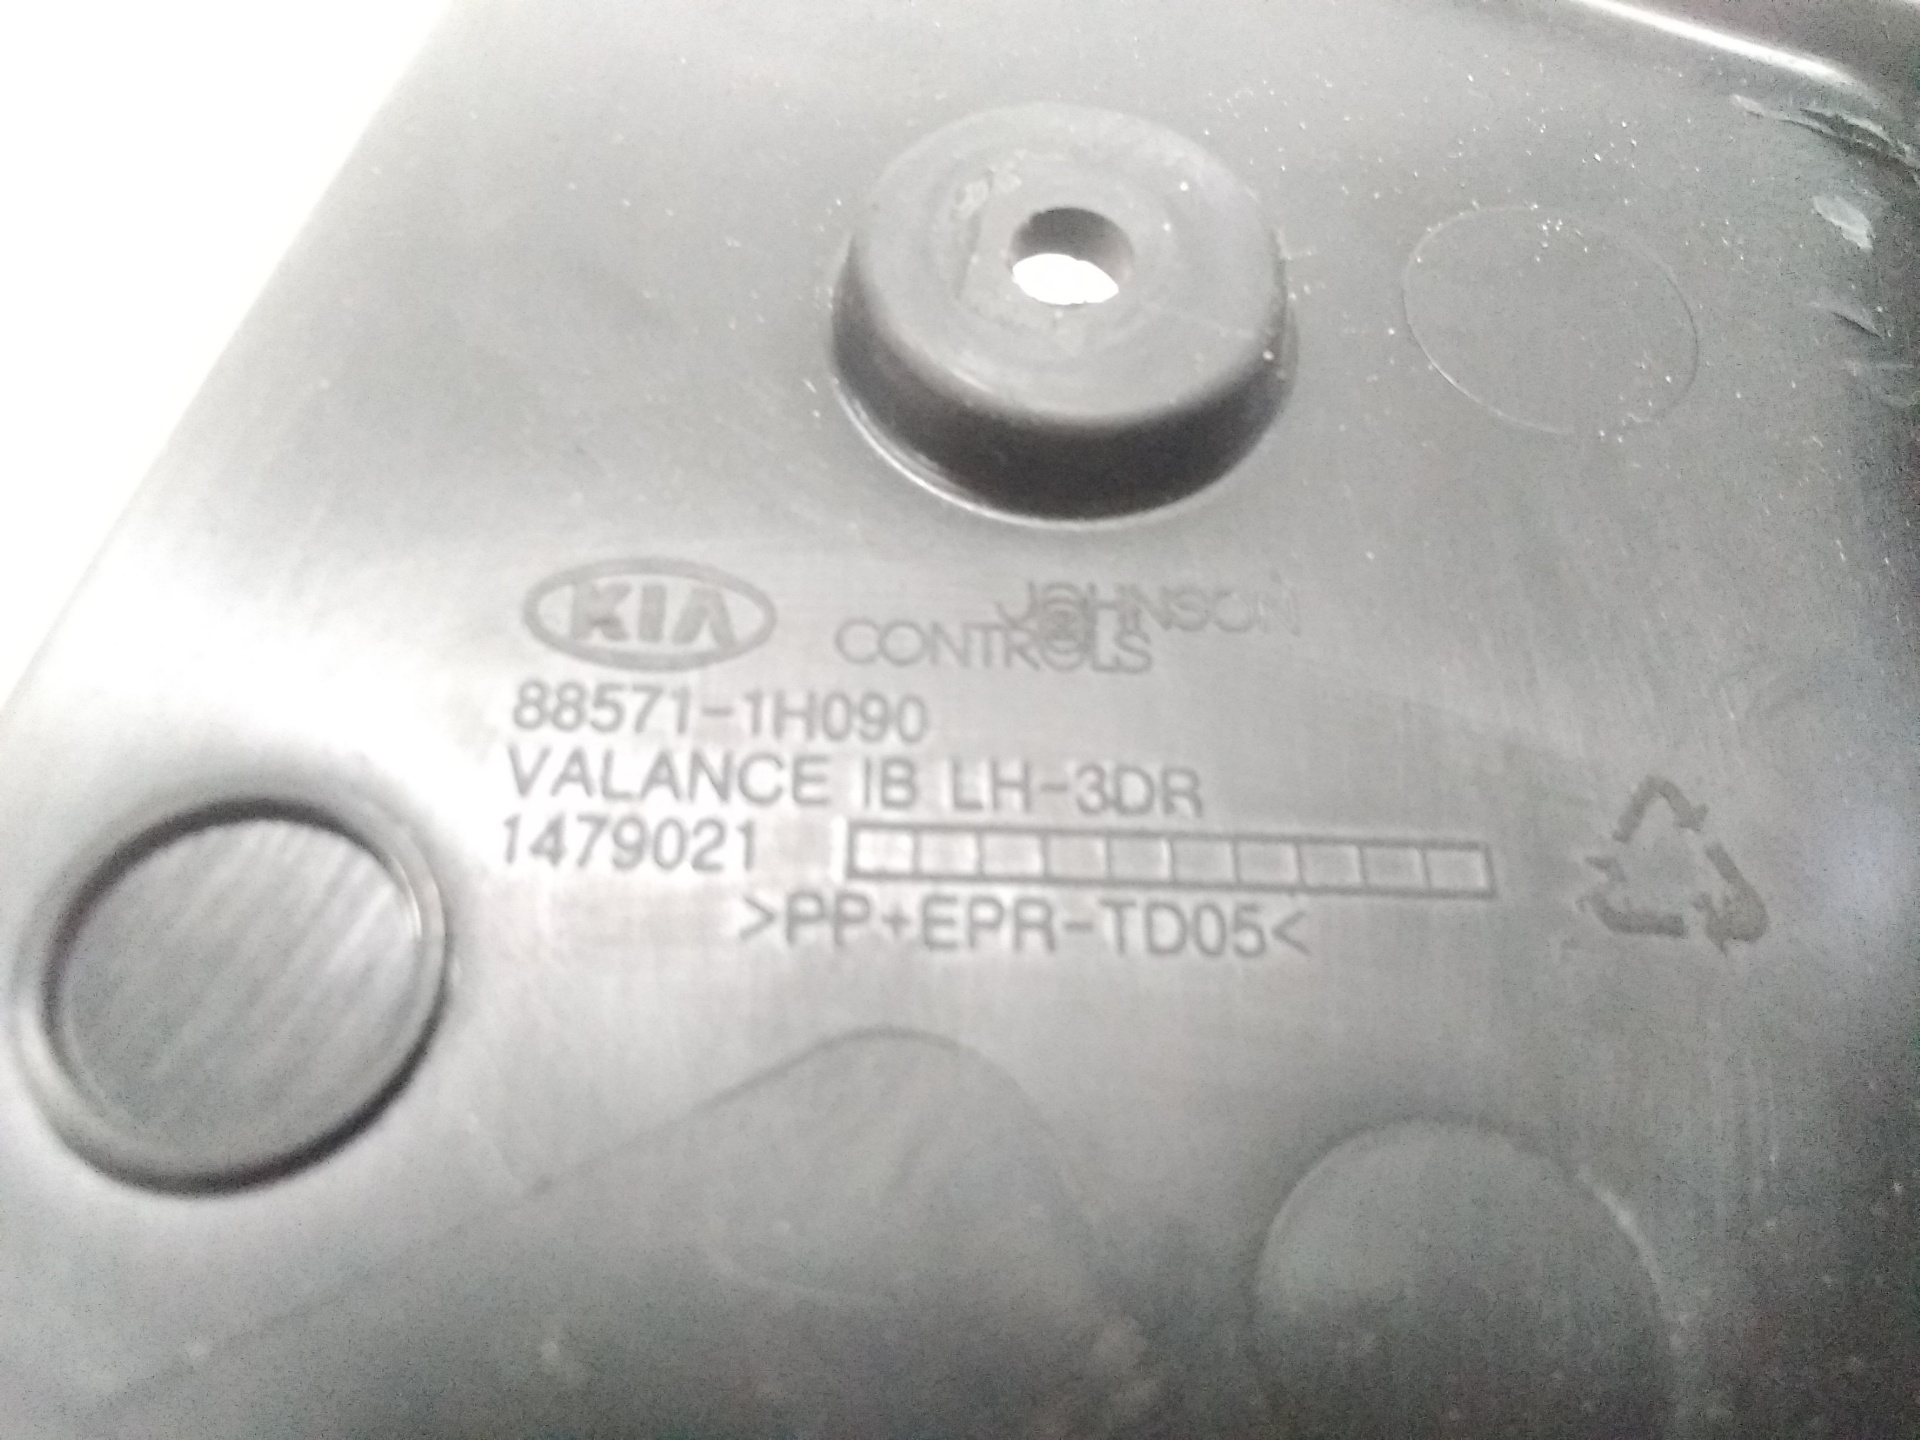 KIA
JOHNSON
CONTROLS
88571-1H090
VALANCE IB LH-3DR
1479021
>PP+EPR-TD05<